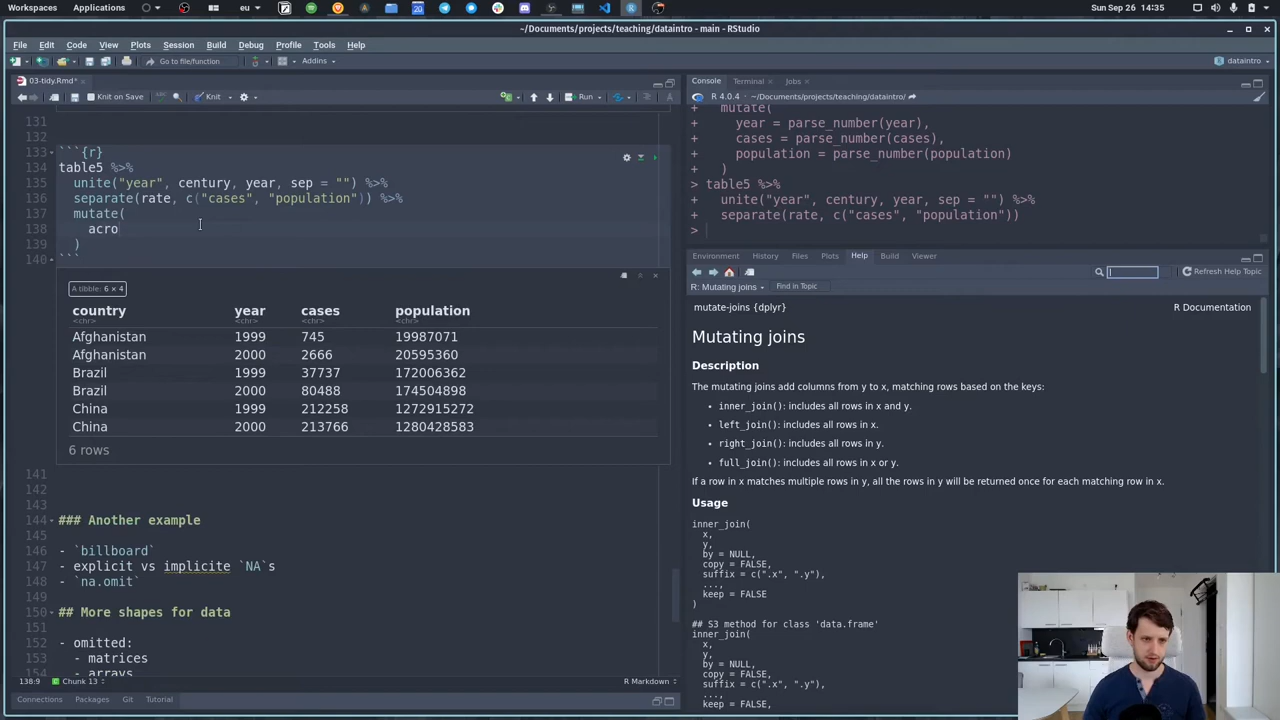 Workspaces Applications eu Sun Sep 26 14:35
~/Documents/projects/teaching/dataintro - main - RStudio
File Edit Code View Plots Session Build Debug Profile Tools Help
Go to file/function Addins dataintro
03-tidy.Rmd*
Knit on Save Knit Run
131
132
133 ```{r}
134 table5 %>%
135 unite("year", century, year, sep = "") %>%
136 separate(rate, c("cases", "population")) %>%
137 mutate(
138 acro
139 )
140 ```
A tibble: 6 × 4
country year cases population
<chr> <chr> <chr> <chr>
Afghanistan 1999 745 19987071
Afghanistan 2000 2666 20595360
Brazil 1999 37737 172006362
Brazil 2000 80488 174504898
China 1999 212258 1272915272
China 2000 213766 1280428583
6 rows
141
142
143
144 ### Another example
145
146 - `billboard`
147 - explicit vs implicite `NA`s
148 - `na.omit`
149
150 ## More shapes for data
151
152 - omitted:
153 - matrices
154 - arrays
138:9 Chunk 13 R Markdown
Connections Packages Git Tutorial
Console Terminal Jobs
R 4.0.4 · ~/Documents/projects/teaching/dataintro/
+ mutate(
+ year = parse_number(year),
+ cases = parse_number(cases),
+ population = parse_number(population)
+ )
> table5 %>%
+ unite("year", century, year, sep = "") %>%
+ separate(rate, c("cases", "population"))
>
Environment History Files Plots Help Build Viewer
Refresh Help Topic
R: Mutating joins Find in Topic
mutate-joins {dplyr} R Documentation
Mutating joins
Description
The mutating joins add columns from y to x, matching rows based on the keys:
• inner_join(): includes all rows in x and y.
• left_join(): includes all rows in x.
• right_join(): includes all rows in y.
• full_join(): includes all rows in x or y.
If a row in x matches multiple rows in y, all the rows in y will be returned once for each matching row in x.
Usage
inner_join(
x,
y,
by = NULL,
copy = FALSE,
suffix = c(".x", ".y"),
...,
keep = FALSE
)
## S3 method for class 'data.frame'
inner_join(
x,
y,
by = NULL,
copy = FALSE,
suffix = c(".x", ".y"),
...,
keep = FALSE,